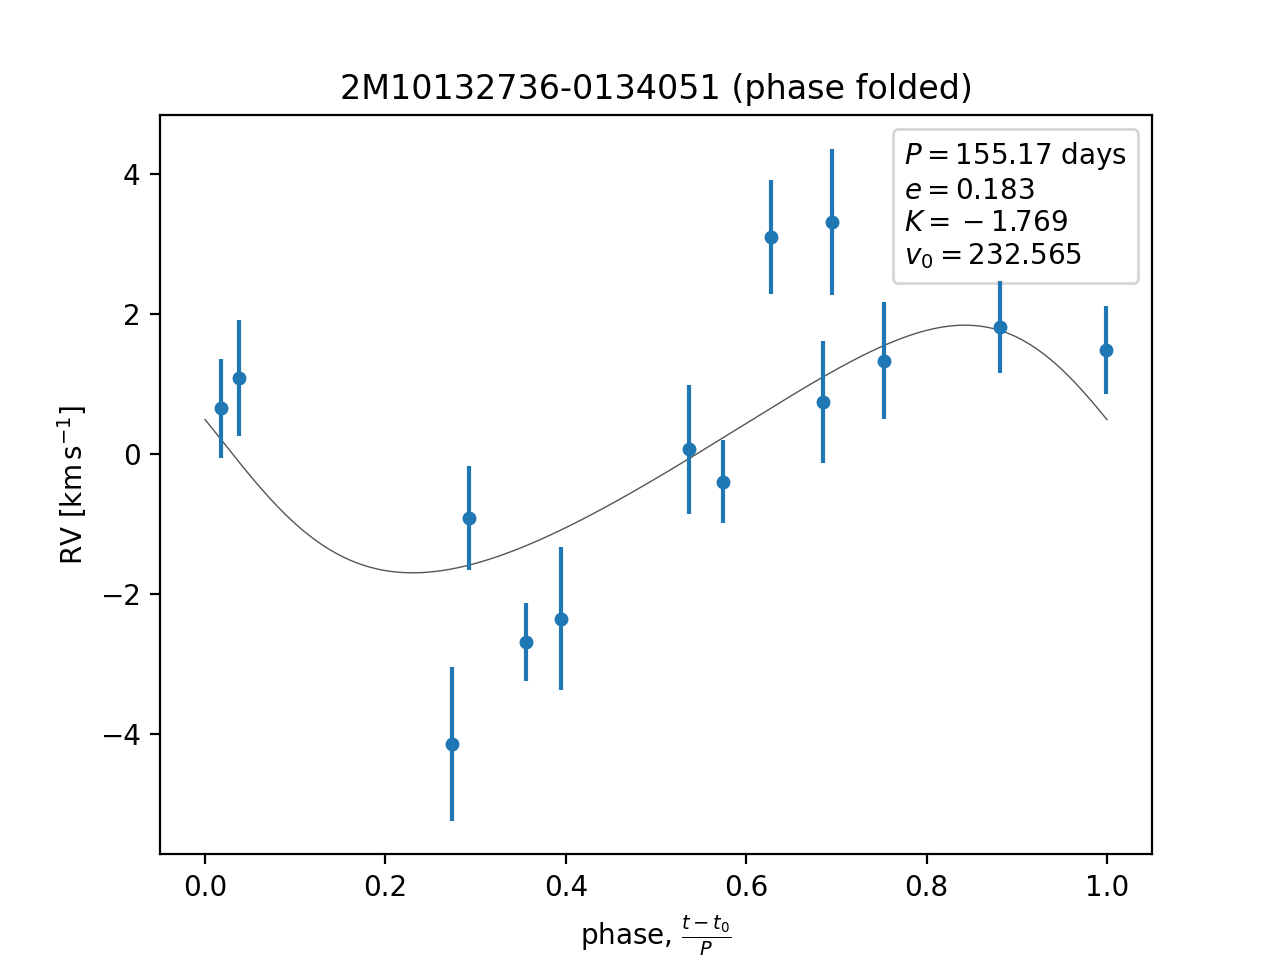 2M10132736-0134051 (phase folded)
P = 155.17 days
e = 0.183
K = −1.769
v₀ = 232.565
4
2
0
−2
−4
RV [km s⁻¹]
0.0 0.2 0.4 0.6 0.8 1.0
phase, (t − t₀)/P